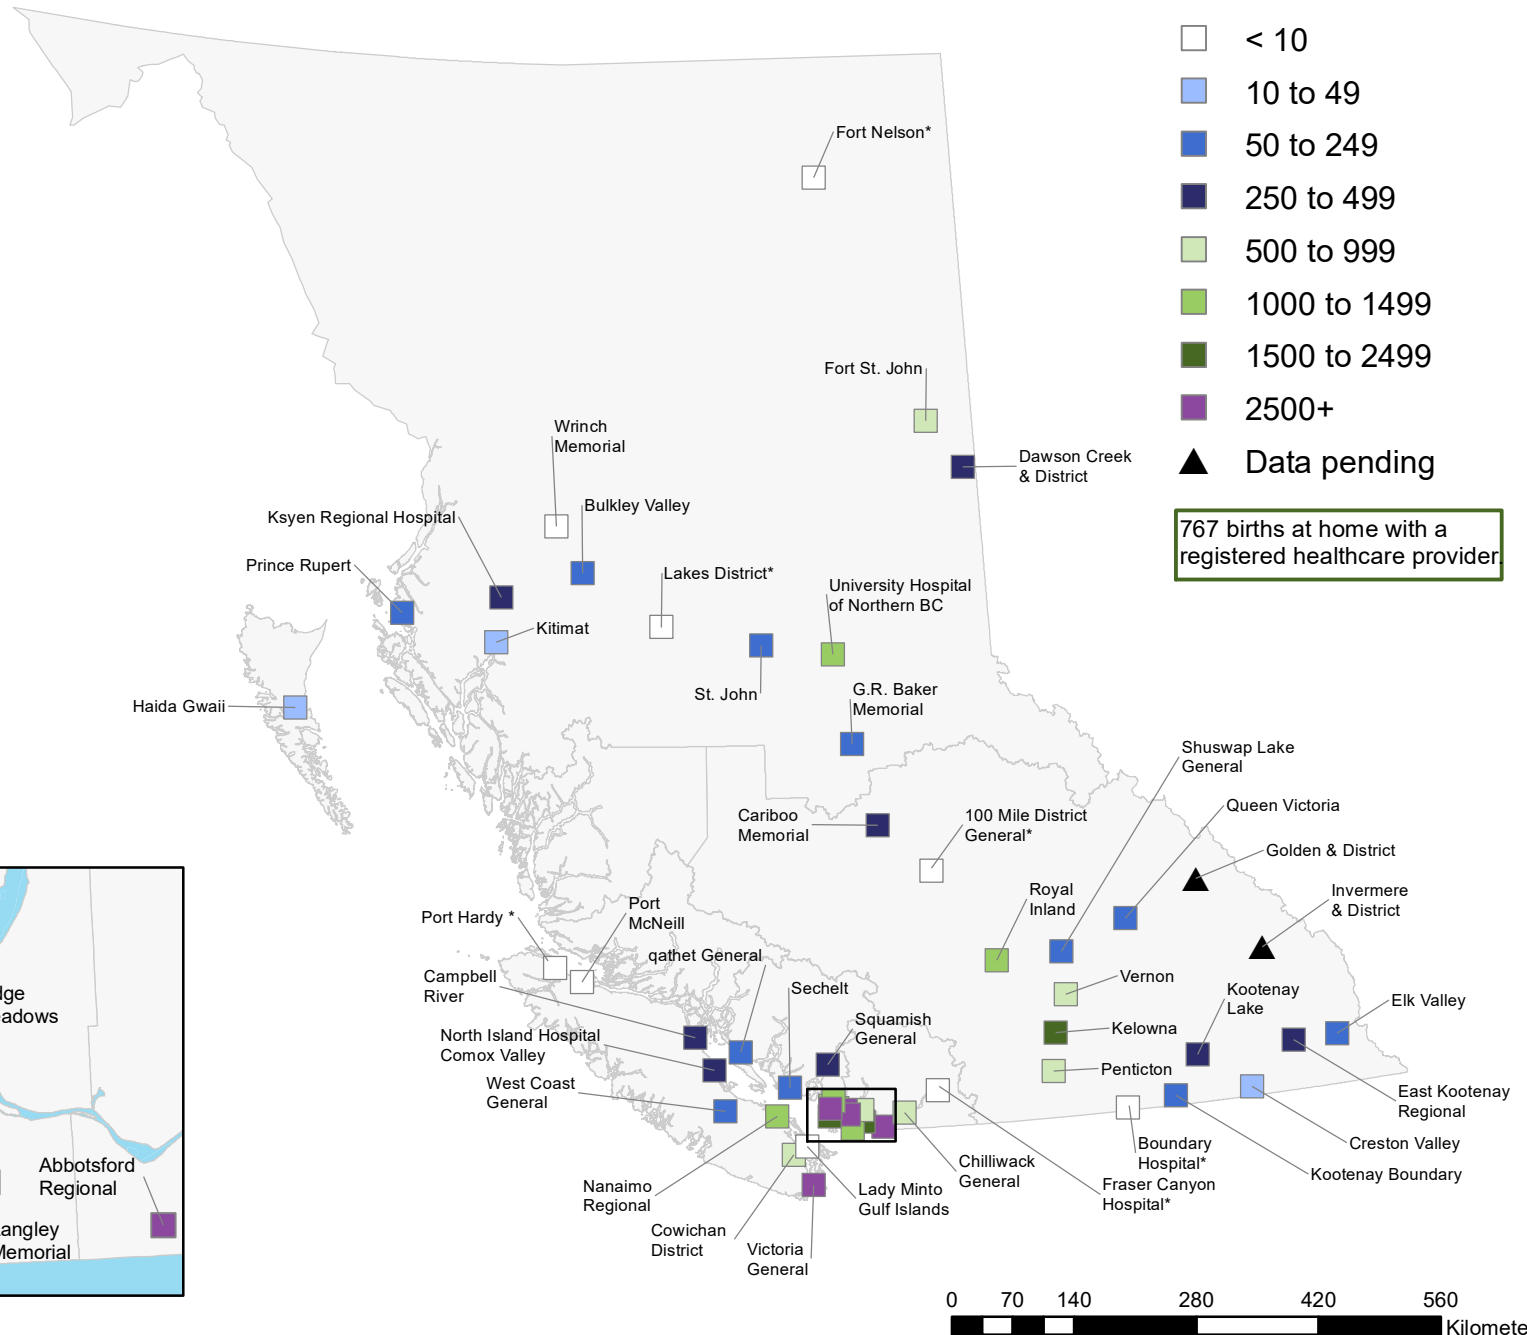 < 10
10 to 49
50 to 249
250 to 499
500 to 999
1000 to 1499
1500 to 2499
2500+
Data pending
767 births at home with a
registered healthcare provider.
Fort Nelson*
Fort St. John
Dawson Creek
& District
Wrinch
Memorial
Bulkley Valley
Ksyen Regional Hospital
Prince Rupert
Lakes District*
University Hospital
of Northern BC
Kitimat
St. John
G.R. Baker
Memorial
Haida Gwaii
Shuswap Lake
General
Queen Victoria
Cariboo
Memorial
100 Mile District
General*
Golden & District
Invermere
& District
Royal
Inland
Port Hardy *
Port
McNeill
qathet General
Campbell
River
Sechelt
Vernon
Kootenay
Lake
Elk Valley
Squamish
General
North Island Hospital
Comox Valley
Kelowna
Penticton
West Coast
General
East Kootenay
Regional
Creston Valley
Boundary
Hospital*
Kootenay Boundary
Fraser Canyon
Hospital*
Chilliwack
General
Nanaimo
Regional
Lady Minto
Gulf Islands
Cowichan
District
Victoria
General
dge
eadows
Abbotsford
Regional
angley
Memorial
0 70 140 280 420 560
Kilomete